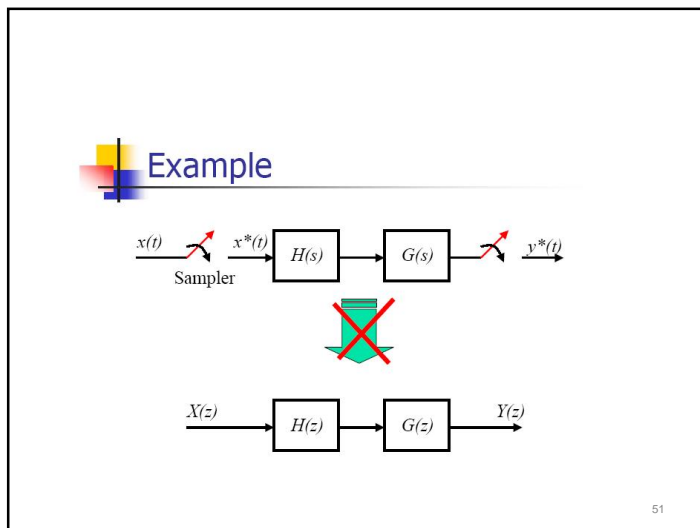 Example
x(t)
x*(t)
H(s)
G(s)
y*(t)
Sampler
X(z)
H(z)
G(z)
Y(z)
51